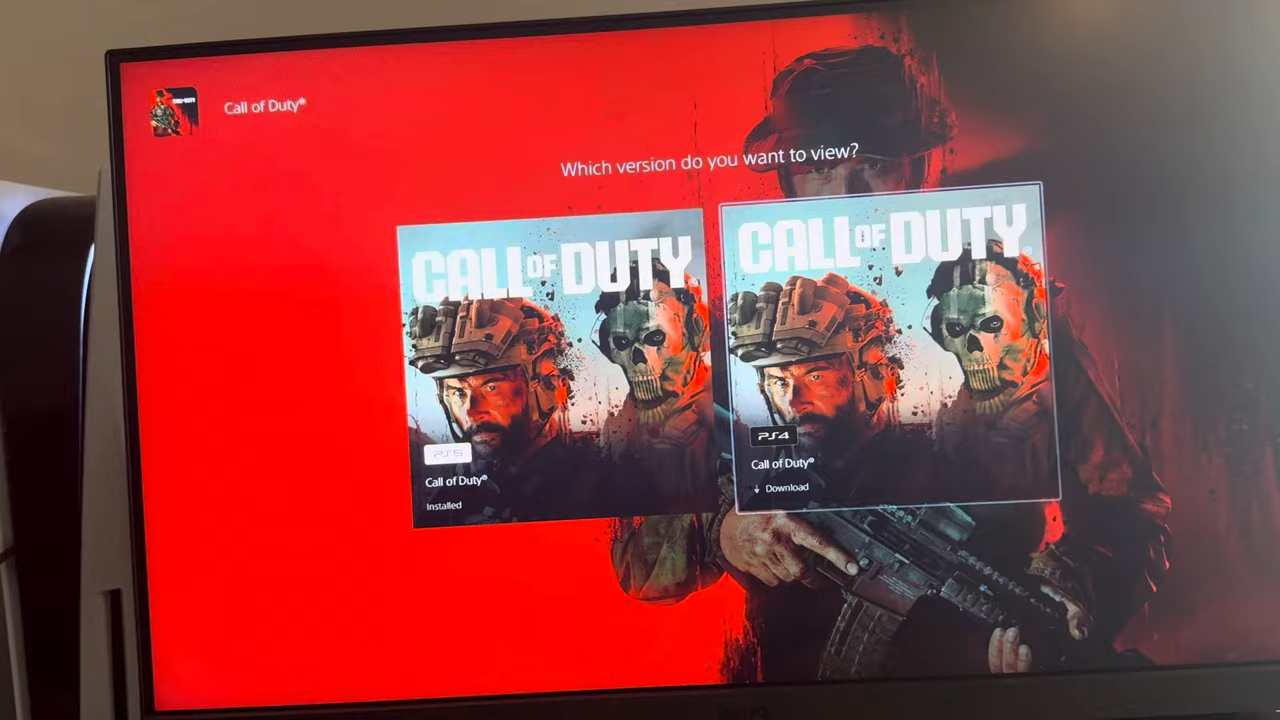 Call of Duty®
Which version do you want to view?
CALL OF DUTY®
PS5
Call of Duty®
Installed
CALL OF DUTY®
PS4
Call of Duty®
Download